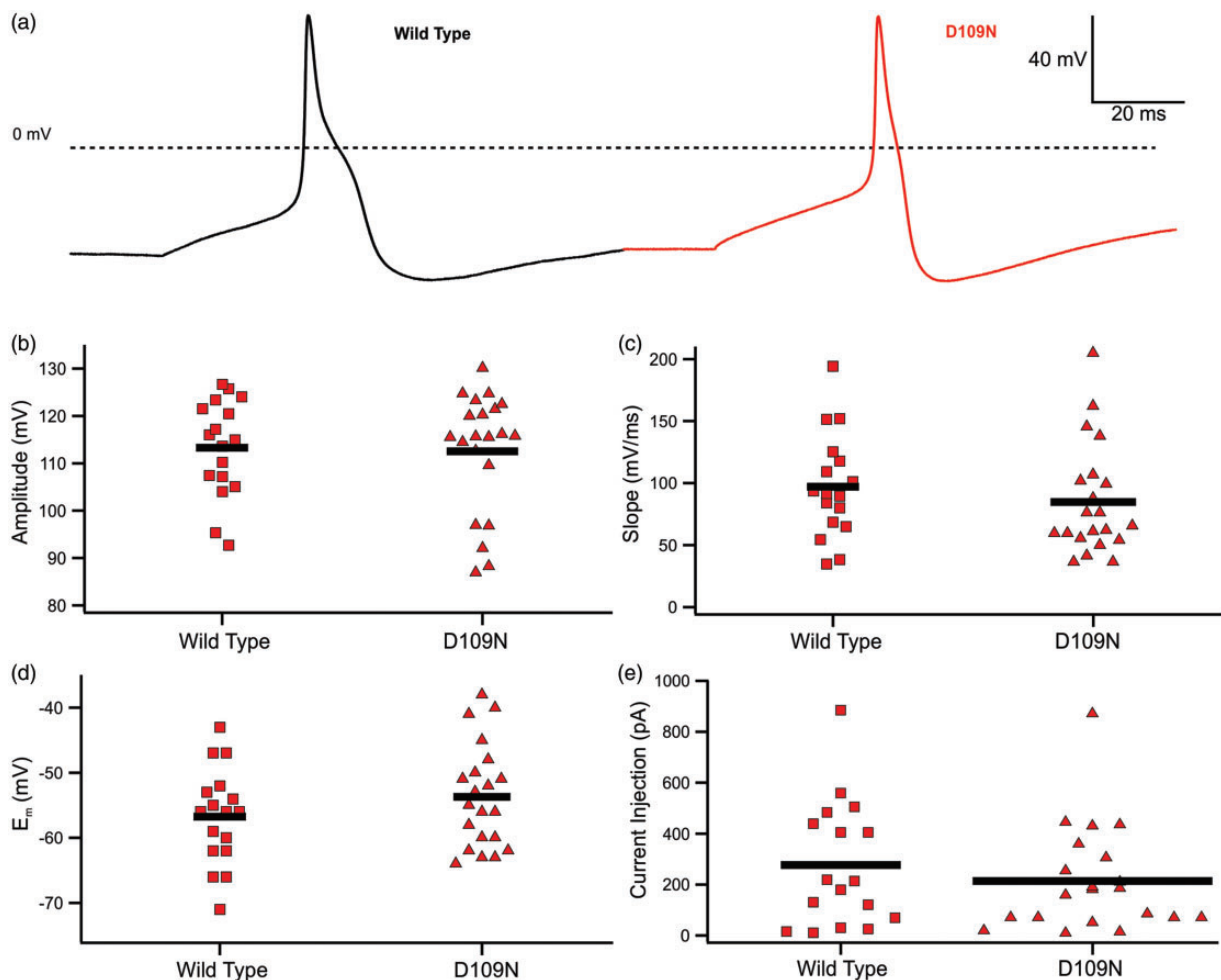 (a)
Wild Type
D109N
40 mV
20 ms
0 mV
(b)
Amplitude (mV)
130
120
110
100
90
80
Wild Type
D109N
(c)
Slope (mV/ms)
200
150
100
50
0
Wild Type
D109N
(d)
Em (mV)
-40
-50
-60
-70
Wild Type
D109N
(e)
Current Injection (pA)
1000
800
600
400
200
0
Wild Type
D109N